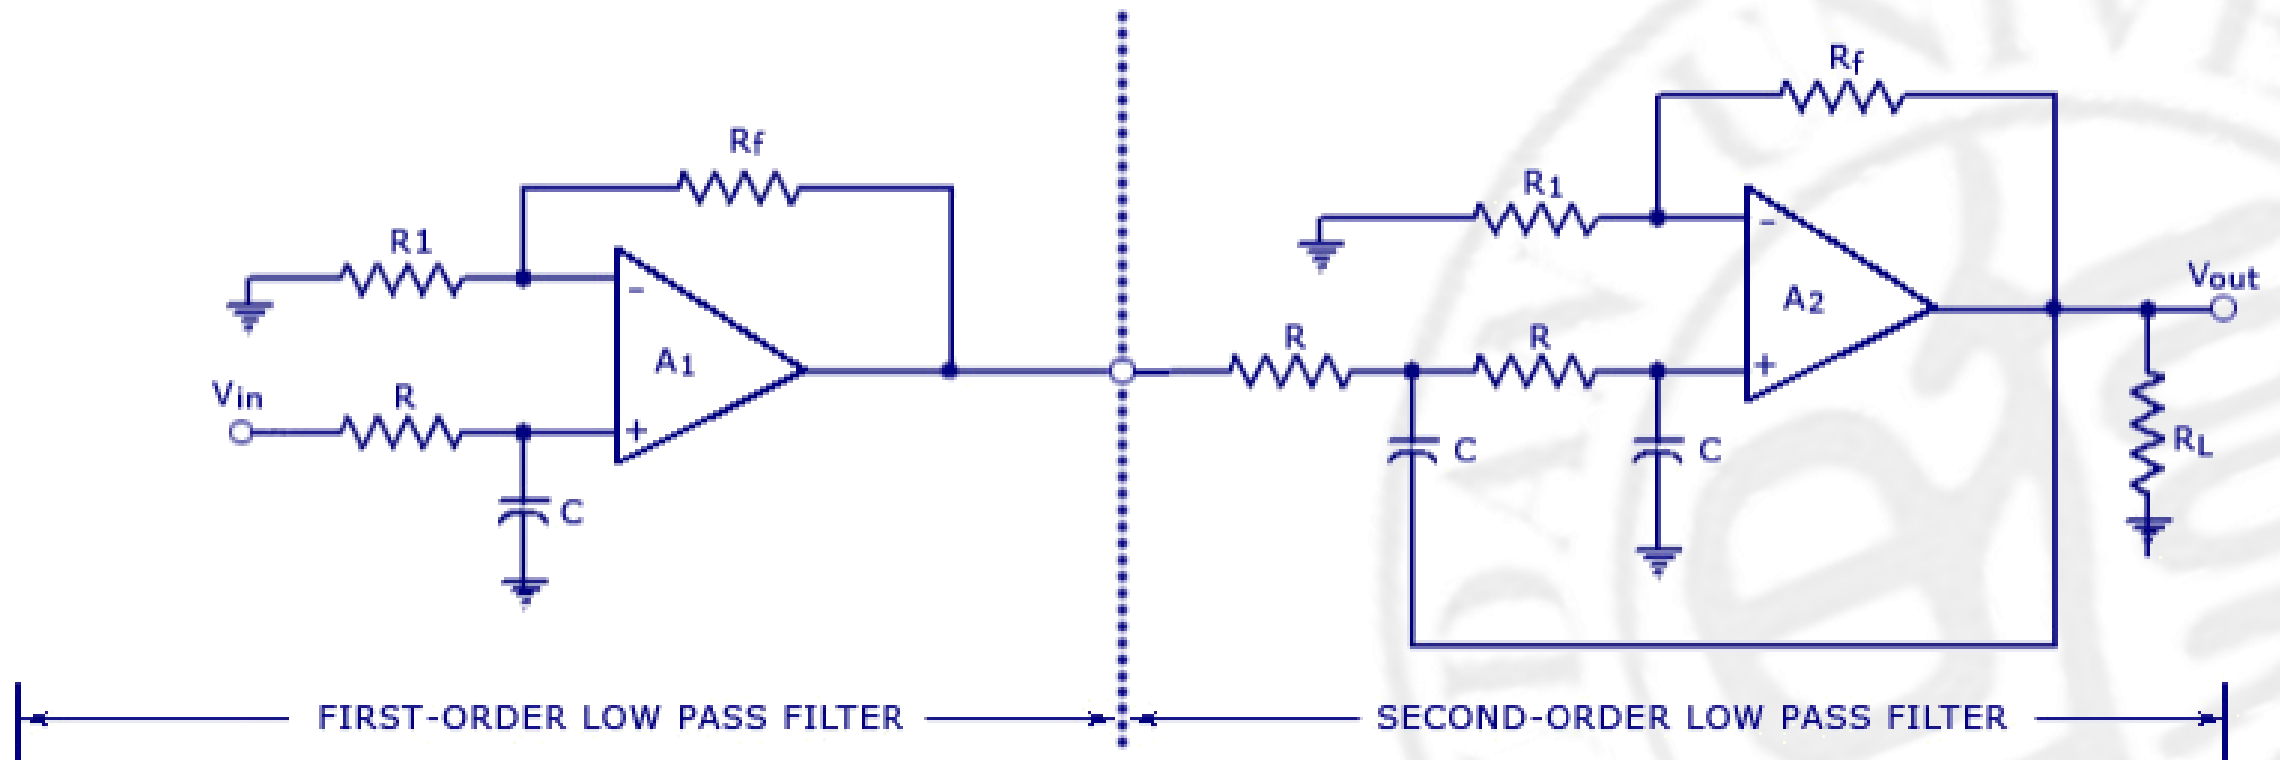 Rf
R1
A1
-
+
Vin
R
C
Rf
R1
A2
-
+
R
R
C
C
Vout
RL
FIRST-ORDER LOW PASS FILTER
SECOND-ORDER LOW PASS FILTER